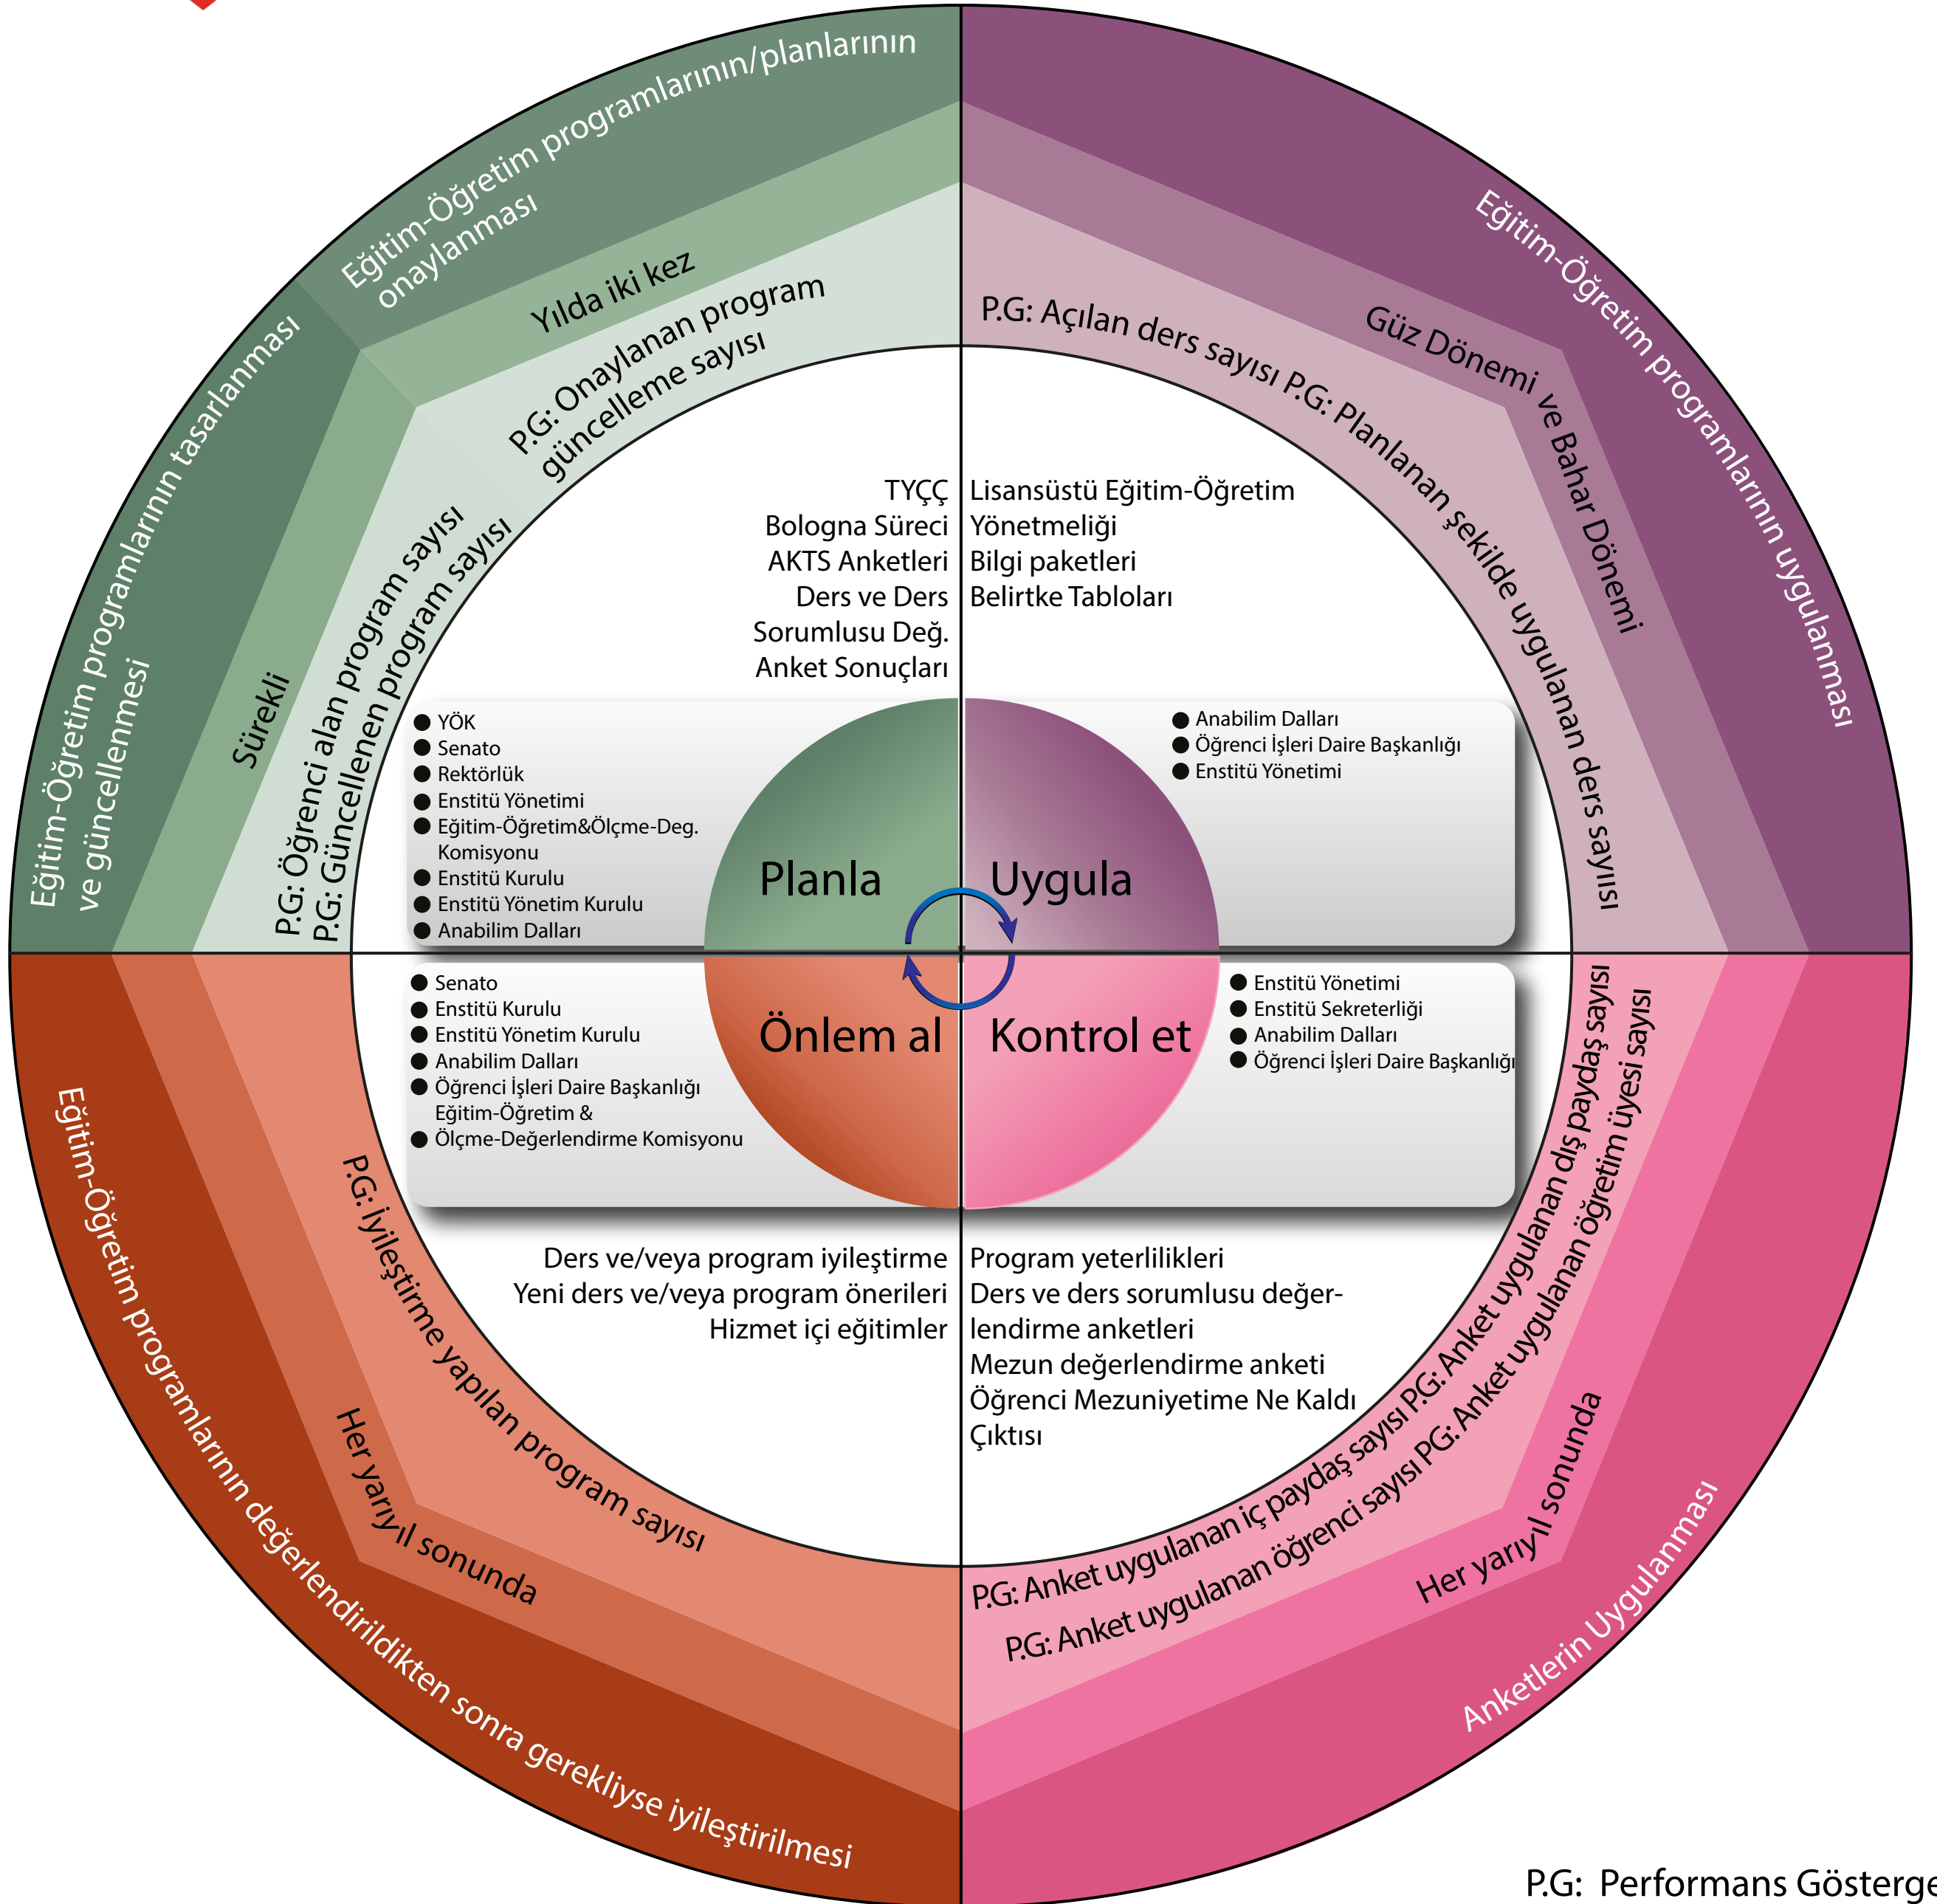 Eğitim-Öğretim programlarının/planlarının
onaylanması
Yılda iki kez
P.G: Onaylanan program
güncelleme sayısı
Eğitim-Öğretim programlarının tasarlanması
ve güncellenmesi
Sürekli
P.G: Öğrenci alan program sayısı
P.G: Güncellenen program sayısı
Eğitim-Öğretim programlarının uygulanması
Güz Dönemi ve Bahar Dönemi
P.G: Açılan ders sayısı P.G: Planlanan şekilde uygulanan ders sayıısı
TYÇÇ
Bologna Süreci
AKTS Anketleri
Ders ve Ders
Sorumlusu Değ.
Anket Sonuçları
Lisansüstü Eğitim-Öğretim
Yönetmeliği
Bilgi paketleri
Belirtke Tabloları
● YÖK
● Senato
● Rektörlük
● Enstitü Yönetimi
● Eğitim-Öğretim&Ölçme-Deg.
Komisyonu
● Enstitü Kurulu
● Enstitü Yönetim Kurulu
● Anabilim Dalları
● Anabilim Dalları
● Öğrenci İşleri Daire Başkanlığı
● Enstitü Yönetimi
Planla
Uygula
Önlem al
Kontrol et
● Senato
● Enstitü Kurulu
● Enstitü Yönetim Kurulu
● Anabilim Dalları
● Öğrenci İşleri Daire Başkanlığı
Eğitim-Öğretim &
● Ölçme-Değerlendirme Komisyonu
● Enstitü Yönetimi
● Enstitü Sekreterliği
● Anabilim Dalları
● Öğrenci İşleri Daire Başkanlığı
Ders ve/veya program iyileştirme
Yeni ders ve/veya program önerileri
Hizmet içi eğitimler
Program yeterlilikleri
Ders ve ders sorumlusu değer-
lendirme anketleri
Mezun değerlendirme anketi
Öğrenci Mezuniyetime Ne Kaldı
Çıktısı
P.G: İyileştirme yapılan program sayısı
Her yarıyıl sonunda
Eğitim-Öğretim programlarının değerlendirildikten sonra gerekliyse iyileştirilmesi
P.G: Anket uygulanan iç paydaş sayısı P.G: Anket uygulanan dış paydaş sayısı
P.G: Anket uygulanan öğrenci sayısı P.G: Anket uygulanan öğretim üyesi sayısı
Her yarıyıl sonunda
Anketlerin Uygulanması
P.G: Performans Gösterge